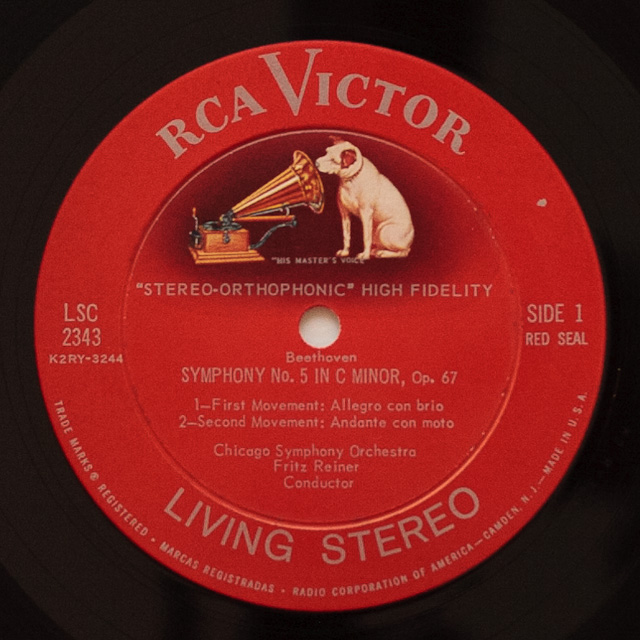 RCA VICTOR
"HIS MASTER'S VOICE"
"STEREO-ORTHOPHONIC" HIGH FIDELITY
LSC
2343
K2RY-3244
SIDE 1
RED SEAL
Beethoven
SYMPHONY No. 5 IN C MINOR, Op. 67
1—First Movement: Allegro con brio
2—Second Movement: Andante con moto
Chicago Symphony Orchestra
Fritz Reiner
Conductor
LIVING STEREO
TRADE MARKS ® REGISTERED • MARCAS REGISTRADAS • RADIO CORPORATION OF AMERICA—CAMDEN, N. J.—MADE IN U.S.A.